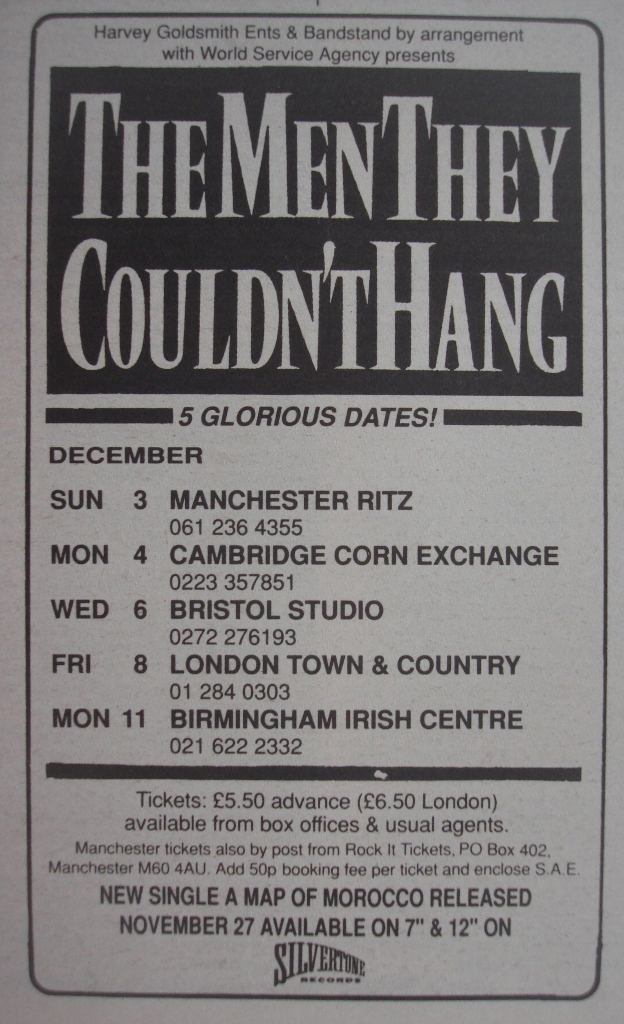 Harvey Goldsmith Ents & Bandstand by arrangement
with World Service Agency presents
THE MEN THEY
COULDN'T HANG
5 GLORIOUS DATES!
DECEMBER
SUN 3 MANCHESTER RITZ
061 236 4355
MON 4 CAMBRIDGE CORN EXCHANGE
0223 357851
WED 6 BRISTOL STUDIO
0272 276193
FRI 8 LONDON TOWN & COUNTRY
01 284 0303
MON 11 BIRMINGHAM IRISH CENTRE
021 622 2332
Tickets: £5.50 advance (£6.50 London)
available from box offices & usual agents.
Manchester tickets also by post from Rock It Tickets, PO Box 402,
Manchester M60 4AU. Add 50p booking fee per ticket and enclose S.A.E.
NEW SINGLE A MAP OF MOROCCO RELEASED
NOVEMBER 27 AVAILABLE ON 7" & 12" ON
SILVERTONE
RECORDS